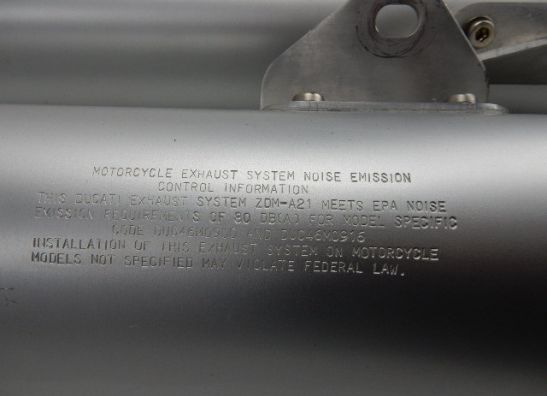 MOTORCYCLE EXHAUST SYSTEM NOISE EMISSION
CONTROL INFORMATION
THIS DUCATI EXHAUST SYSTEM ZDM-A21 MEETS EPA NOISE
EMISSION REQUIREMENTS OF 80 DB(A) FOR MODEL SPECIFIC
CODE AND
INSTALLATION OF THIS EXHAUST SYSTEM ON MOTORCYCLE
MODELS NOT SPECIFIED MAY VIOLATE FEDERAL LAW.